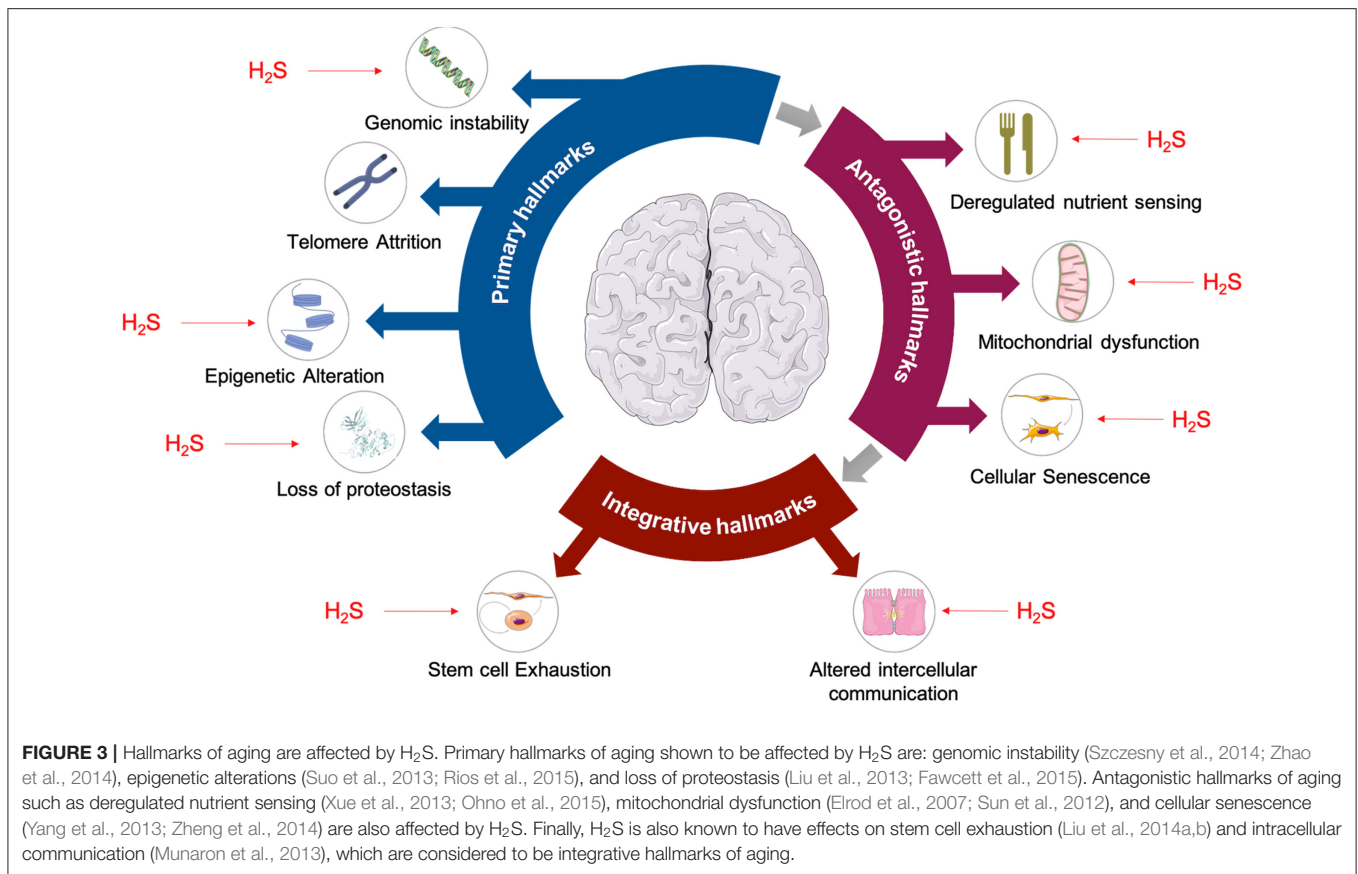 H₂S
Genomic instability
Telomere Attrition
H₂S
Epigenetic Alteration
H₂S
Loss of proteostasis
Primary hallmarks
Antagonistic hallmarks
H₂S
Deregulated nutrient sensing
H₂S
Mitochondrial dysfunction
H₂S
Cellular Senescence
Integrative hallmarks
H₂S
Stem cell Exhaustion
H₂S
Altered intercellular
communication
FIGURE 3 | Hallmarks of aging are affected by H₂S. Primary hallmarks of aging shown to be affected by H₂S are: genomic instability (Szczesny et al., 2014; Zhao
et al., 2014), epigenetic alterations (Suo et al., 2013; Rios et al., 2015), and loss of proteostasis (Liu et al., 2013; Fawcett et al., 2015). Antagonistic hallmarks of aging
such as deregulated nutrient sensing (Xue et al., 2013; Ohno et al., 2015), mitochondrial dysfunction (Elrod et al., 2007; Sun et al., 2012), and cellular senescence
(Yang et al., 2013; Zheng et al., 2014) are also affected by H₂S. Finally, H₂S is also known to have effects on stem cell exhaustion (Liu et al., 2014a,b) and intracellular
communication (Munaron et al., 2013), which are considered to be integrative hallmarks of aging.